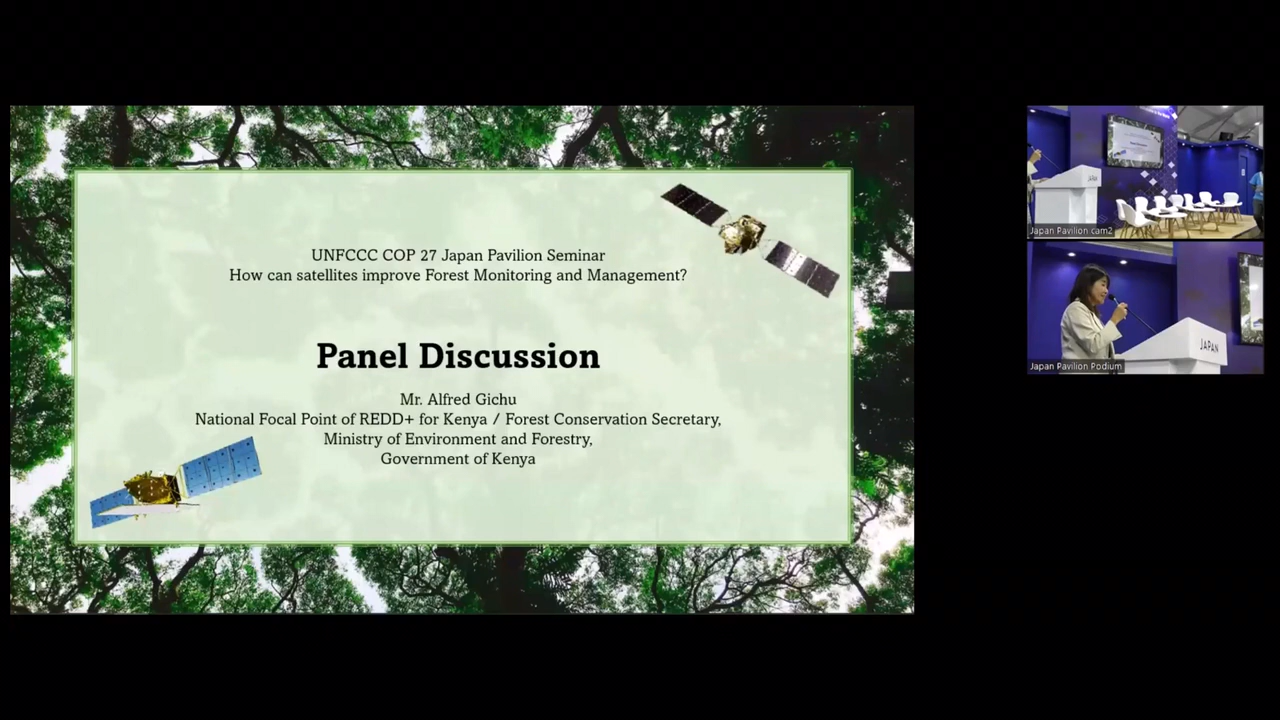 UNFCCC COP 27 Japan Pavilion Seminar
How can satellites improve Forest Monitoring and Management?
Panel Discussion
Mr. Alfred Gichu
National Focal Point of REDD+ for Kenya / Forest Conservation Secretary,
Ministry of Environment and Forestry,
Government of Kenya
JAPAN
Japan Pavilion cam2
JAPAN
Japan Pavilion Podium